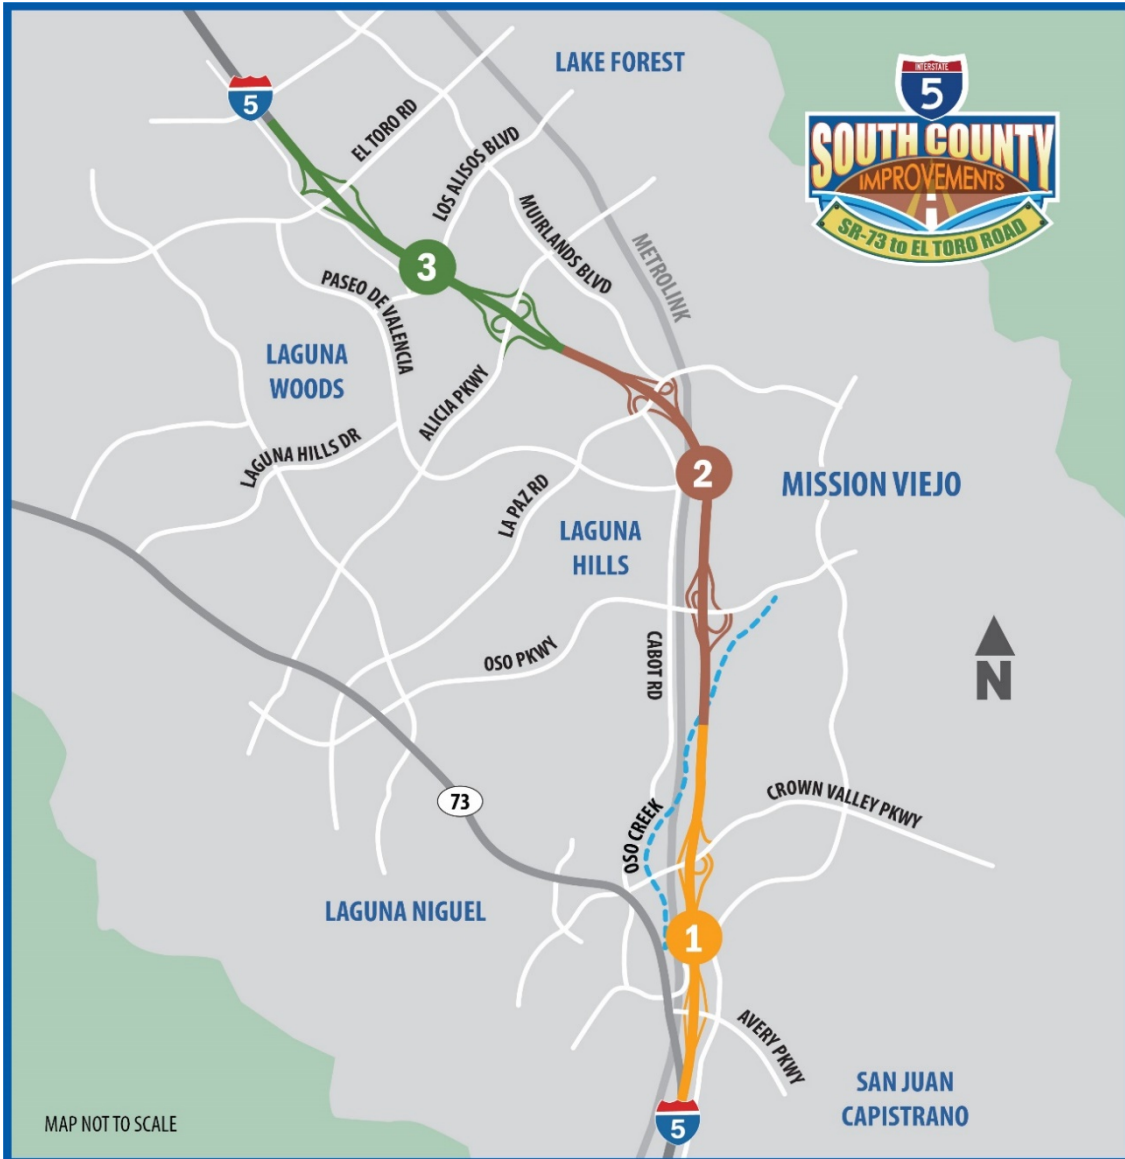 LAKE FOREST
5
INTERSTATE
5
SOUTH COUNTY
IMPROVEMENTS
SR-73 to EL TORO ROAD
EL TORO RD
LOS ALISOS BLVD
MUIRLANDS BLVD
METROLINK
3
PASEO DE VALENCIA
LAGUNA
WOODS
ALICIA PKWY
LAGUNA HILLS DR
2
MISSION VIEJO
LA PAZ RD
LAGUNA
HILLS
OSO PKWY
CABOT RD
N
73
OSO CREEK
CROWN VALLEY PKWY
LAGUNA NIGUEL
1
AVERY PKWY
SAN JUAN
CAPISTRANO
5
MAP NOT TO SCALE